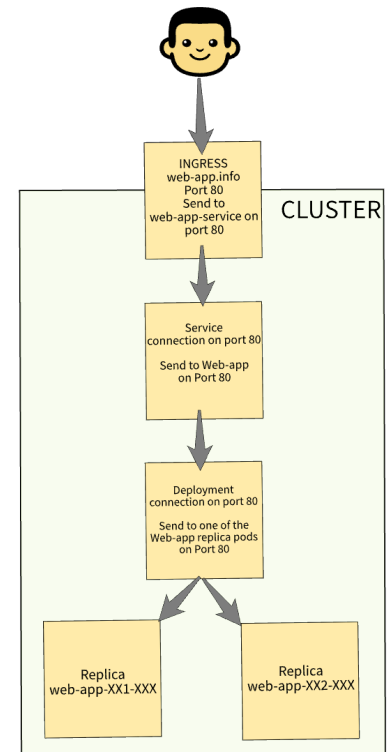 INGRESS
web-app.info
Port 80
Send to
web-app-service on
port 80
CLUSTER
Service
connection on port 80
Send to Web-app
on Port 80
Deployment
connection on port 80
Send to one of the
Web-app replica pods
on Port 80
Replica
web-app-XX1-XXX
Replica
web-app-XX2-XXX